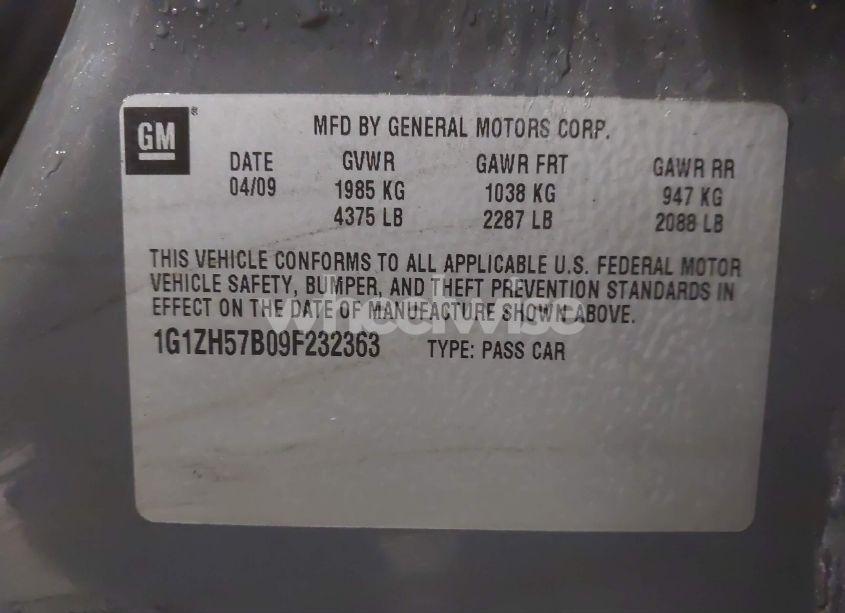 GM ®
MFD BY GENERAL MOTORS CORP.
DATE GVWR GAWR FRT GAWR RR
04/09 1985 KG 1038 KG 947 KG
4375 LB 2287 LB 2088 LB
THIS VEHICLE CONFORMS TO ALL APPLICABLE U.S. FEDERAL MOTOR
VEHICLE SAFETY, BUMPER, AND THEFT PREVENTION STANDARDS IN
EFFECT ON THE DATE OF MANUFACTURE SHOWN ABOVE.
wheelwise
1G1ZH57B09F232363 TYPE: PASS CAR